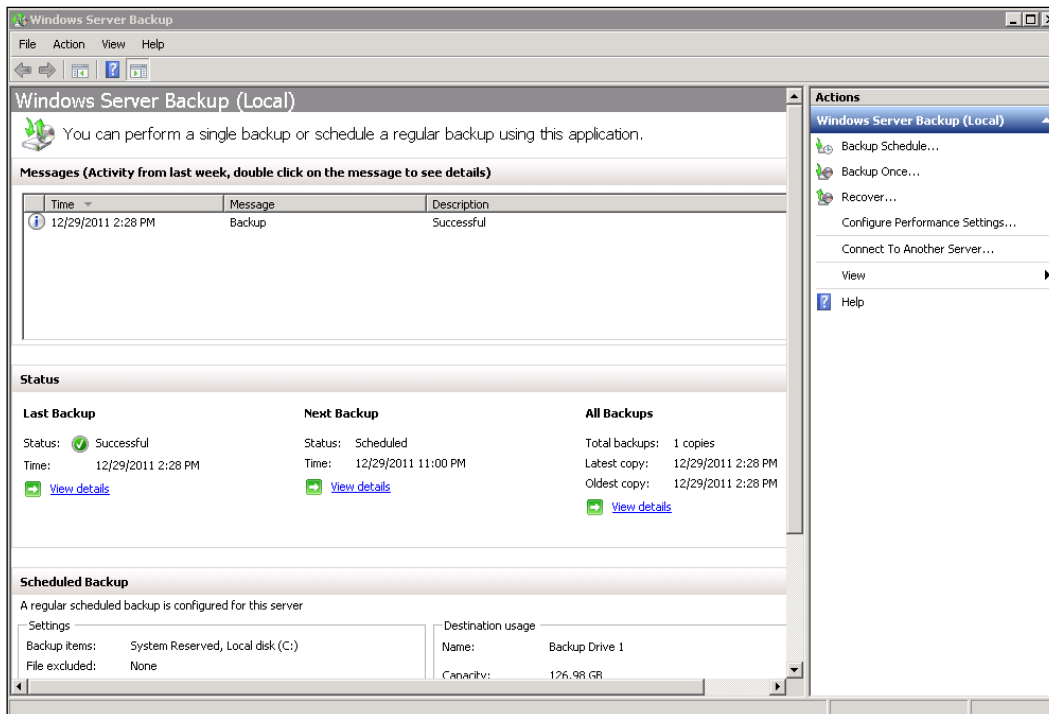 Windows Server Backup
File Action View Help
Windows Server Backup (Local)
You can perform a single backup or schedule a regular backup using this application.
Messages (Activity from last week, double click on the message to see details)
Time Message Description
12/29/2011 2:28 PM Backup Successful
Status
Last Backup
Status: Successful
Time: 12/29/2011 2:28 PM
View details
Next Backup
Status: Scheduled
Time: 12/29/2011 11:00 PM
View details
All Backups
Total backups: 1 copies
Latest copy: 12/29/2011 2:28 PM
Oldest copy: 12/29/2011 2:28 PM
View details
Scheduled Backup
A regular scheduled backup is configured for this server
Settings
Backup items: System Reserved, Local disk (C:)
File excluded: None
Destination usage
Name: Backup Drive 1
Capacity: 126.98 GB
Actions
Windows Server Backup (Local)
Backup Schedule...
Backup Once...
Recover...
Configure Performance Settings...
Connect To Another Server...
View
Help